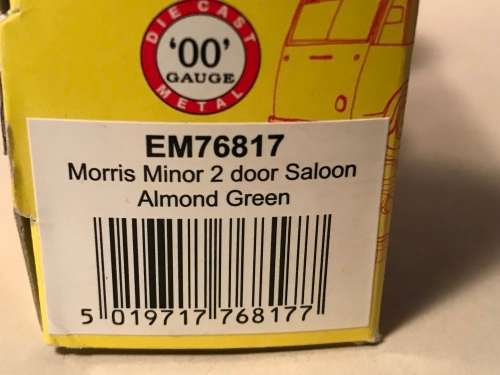 DIE CAST
'00'
GAUGE
METAL
EM76817
Morris Minor 2 door Saloon
Almond Green
5 019717 768177